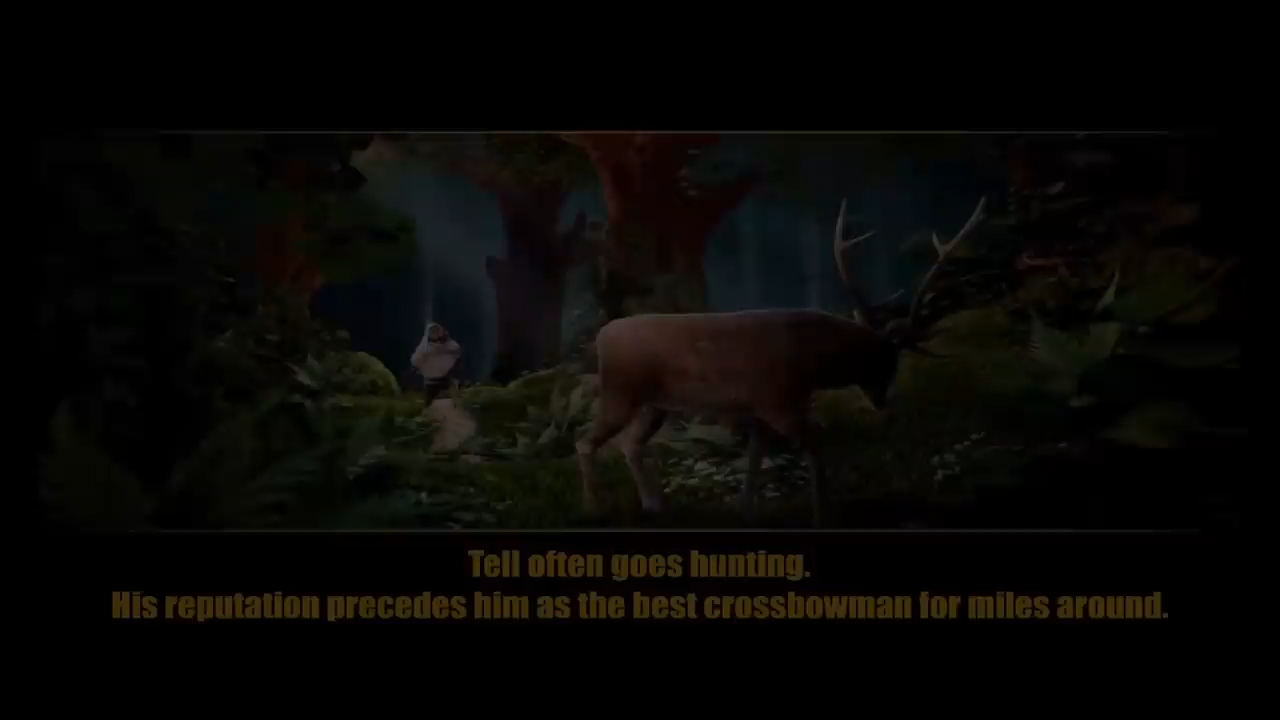 Tell often goes hunting.
His reputation precedes him as the best crossbowman for miles around.